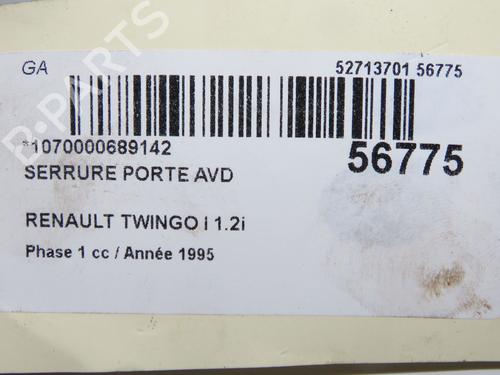 GA
52713701 56775
*1070000689142
56775
SERRURE PORTE AVD
RENAULT TWINGO I 1.2i
Phase 1 cc / Année 1995
B-PARTS